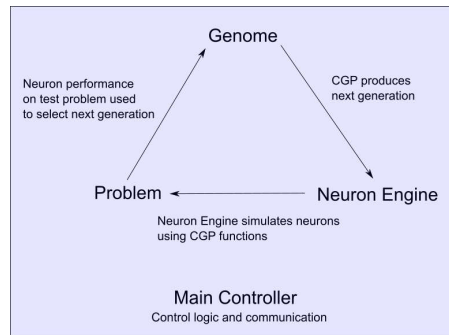 Genome
Neuron performance
on test problem used
to select next generation
CGP produces
next generation
Problem
Neuron Engine
Neuron Engine simulates neurons
using CGP functions
Main Controller
Control logic and communication